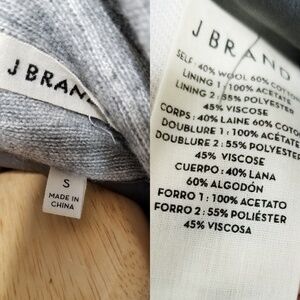 J BRAND
S
MADE IN
CHINA
J BRAND
SELF: 40% WOOL 60% COTTON
LINING 1: 100% ACETATE
LINING 2: 55% POLYESTER
45% VISCOSE
CORPS: 40% LAINE 60% COTON
DOUBLURE 1: 100% ACÉTATE
DOUBLURE 2: 55% POLYESTER
45% VISCOSE
CUERPO: 40% LANA
60% ALGODÓN
FORRO 1: 100% ACETATO
FORRO 2: 55% POLIÉSTER
45% VISCOSA